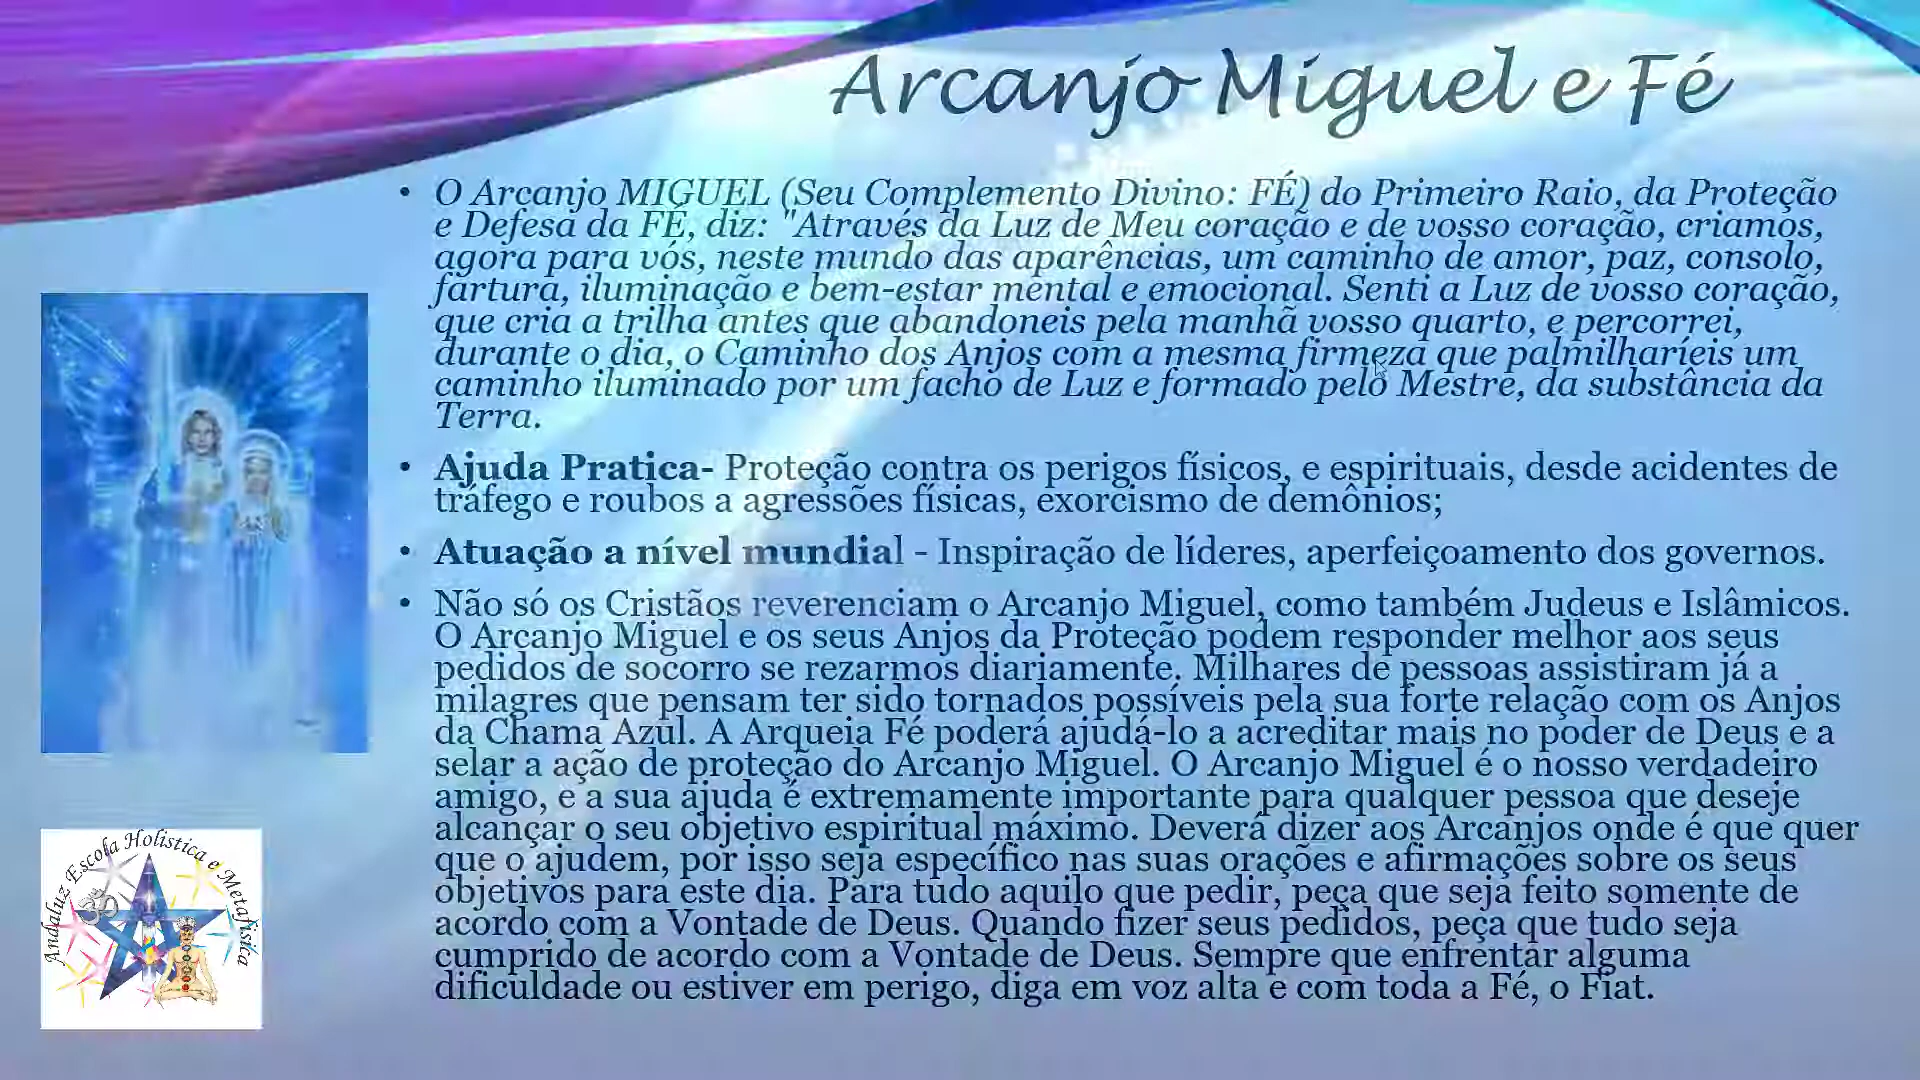 Arcanjo Miguel e Fé
• O Arcanjo MIGUEL (Seu Complemento Divino: FÉ) do Primeiro Raio, da Proteção
e Defesa da FÉ, diz: "Através da Luz de Meu coração e de vosso coração, criamos,
agora para vós, neste mundo das aparências, um caminho de amor, paz, consolo,
fartura, iluminação e bem-estar mental e emocional. Senti a Luz de vosso coração,
que cria a trilha antes que abandoneis pela manhã vosso quarto, e percorrei,
durante o dia, o Caminho dos Anjos com a mesma firmeza que palmilharíeis um
caminho iluminado por um facho de Luz e formado pelo Mestre, da substância da
Terra.
• Ajuda Pratica- Proteção contra os perigos físicos, e espirituais, desde acidentes de
tráfego e roubos a agressões físicas, exorcismo de demônios;
• Atuação a nível mundial - Inspiração de líderes, aperfeiçoamento dos governos.
• Não só os Cristãos reverenciam o Arcanjo Miguel, como também Judeus e Islâmicos.
O Arcanjo Miguel e os seus Anjos da Proteção podem responder melhor aos seus
pedidos de socorro se rezarmos diariamente. Milhares de pessoas assistiram já a
milagres que pensam ter sido tornados possíveis pela sua forte relação com os Anjos
da Chama Azul. A Arqueia Fé poderá ajudá-lo a acreditar mais no poder de Deus e a
selar a ação de proteção do Arcanjo Miguel. O Arcanjo Miguel é o nosso verdadeiro
amigo, e a sua ajuda é extremamente importante para qualquer pessoa que deseje
alcançar o seu objetivo espiritual máximo. Deverá dizer aos Arcanjos onde é que quer
que o ajudem, por isso seja específico nas suas orações e afirmações sobre os seus
objetivos para este dia. Para tudo aquilo que pedir, peça que seja feito somente de
acordo com a Vontade de Deus. Quando fizer seus pedidos, peça que tudo seja
cumprido de acordo com a Vontade de Deus. Sempre que enfrentar alguma
dificuldade ou estiver em perigo, diga em voz alta e com toda a Fé, o Fiat.
Andaluz Escola Holistica e Metafisica